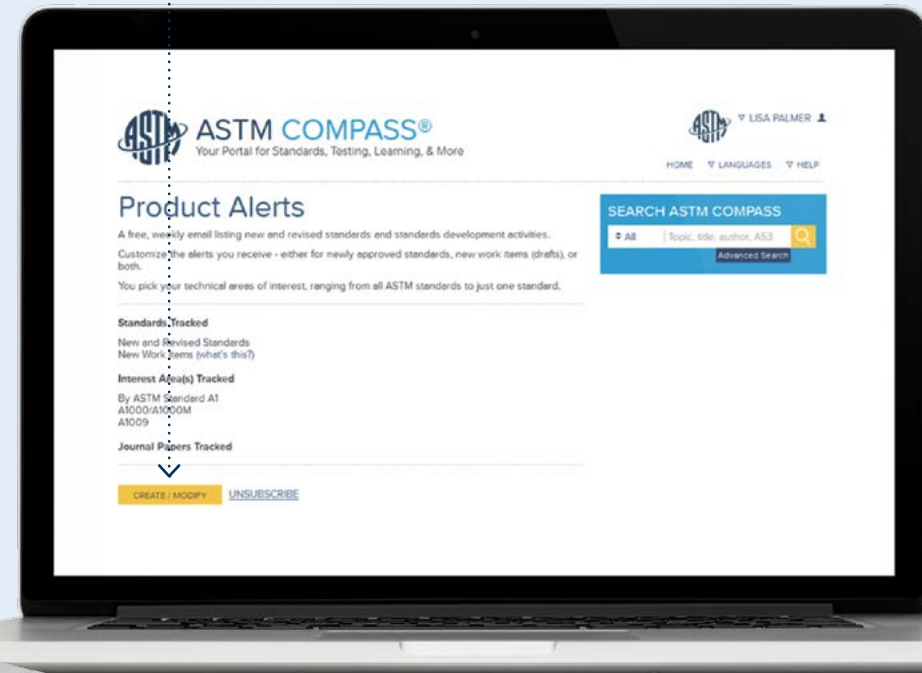 ASTM
ASTM COMPASS®
Your Portal for Standards, Testing, Learning, & More
ASTM
LISA PALMER
HOME LANGUAGES HELP
Product Alerts
A free, weekly email listing new and revised standards and standards development activities.
Customize the alerts you receive - either for newly approved standards, new work items (drafts), or
both.
You pick your technical areas of interest, ranging from all ASTM standards to just one standard.
SEARCH ASTM COMPASS
All Topic, title, author, A53
Advanced Search
Standards Tracked
New and Revised Standards
New Work Items (what's this?)
Interest Area(s) Tracked
By ASTM Standard A1
A1000/A1000M
A1009
Journal Papers Tracked
CREATE / MODIFY UNSUBSCRIBE